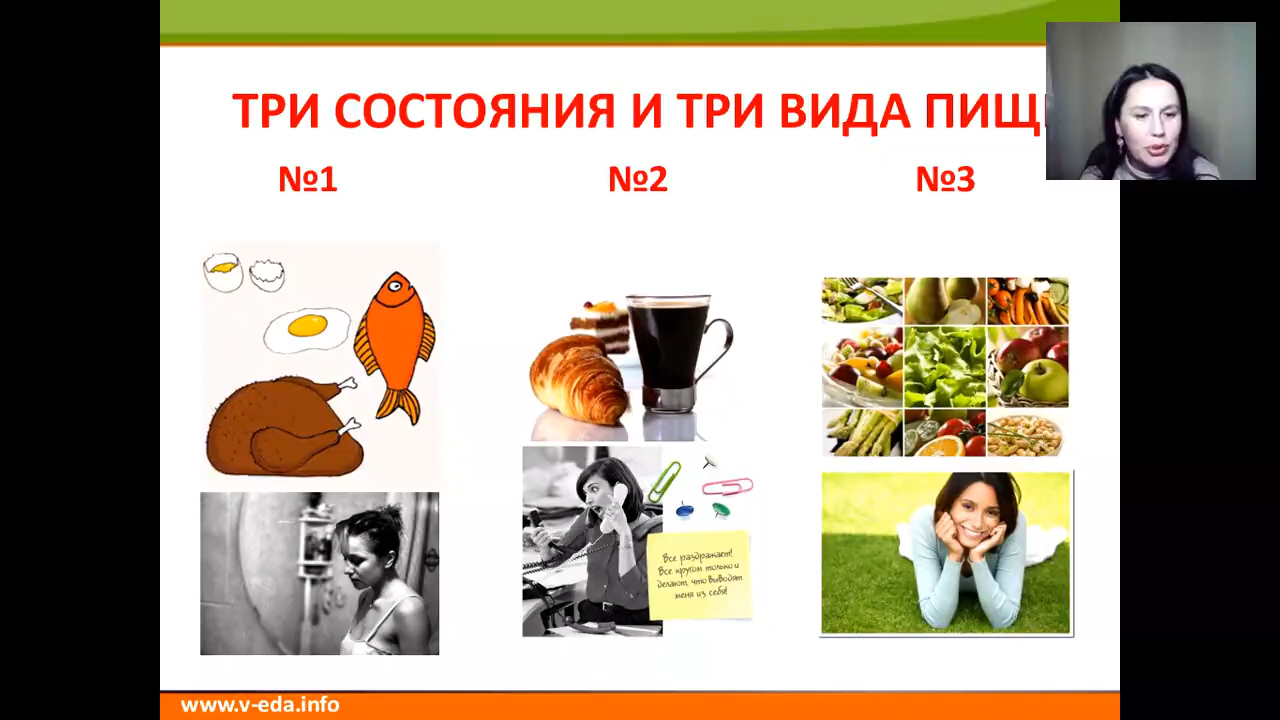 ТРИ СОСТОЯНИЯ И ТРИ ВИДА ПИЩ
№1 №2 №3
Все раздражает!
Все кругом только и
делают, что выводят
меня из себя!
www.v-eda.info